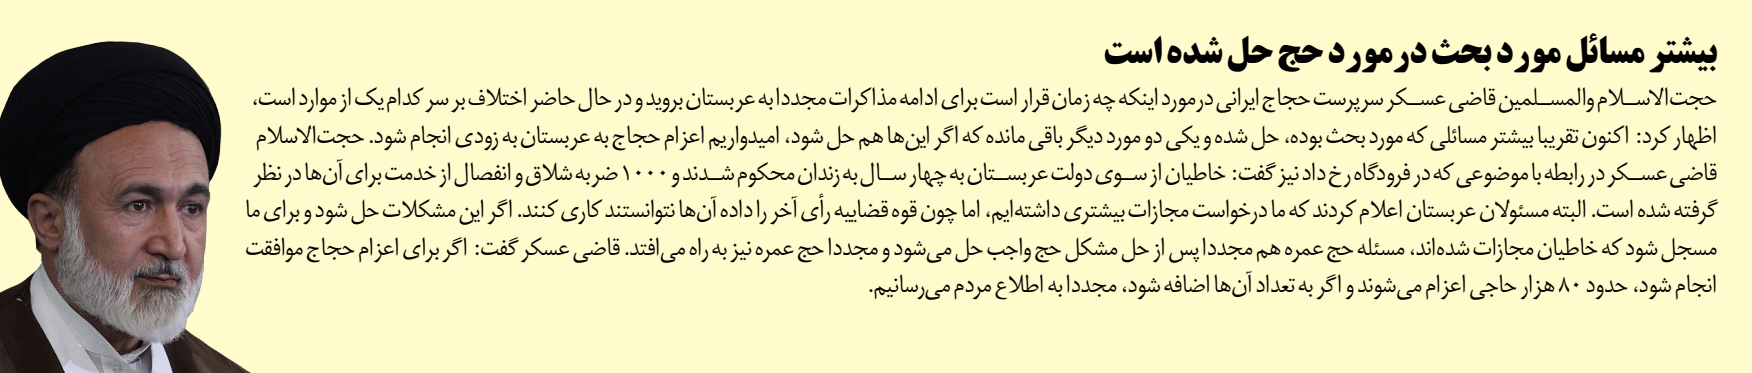 بیشتر مسائل مورد بحث در مورد حج حل شده است
حجت‌الاسلام والمسلمین قاضی عسکر سرپرست حجاج ایرانی در مورد اینکه چه زمان قرار است برای ادامه مذاکرات مجددا به عربستان بروید و در حال حاضر اختلاف بر سر کدام یک از موارد است،
اظهار کرد: اکنون تقریبا بیشتر مسائلی که مورد بحث بوده، حل شده و یکی دو مورد دیگر باقی مانده که اگر این‌ها هم حل شود، امیدواریم اعزام حجاج به عربستان به زودی انجام شود. حجت‌الاسلام
قاضی عسکر در رابطه با موضوعی که در فرودگاه رخ داد نیز گفت: خاطیان از سوی دولت عربستان به چهار سال به زندان محکوم شدند و ۱۰۰۰ ضربه شلاق و انفصال از خدمت برای آن‌ها در نظر
گرفته شده است. البته مسئولان عربستان اعلام کردند که ما درخواست مجازات بیشتری داشته‌ایم، اما چون قوه قضاییه رأی آخر را داده آن‌ها نتوانستند کاری کنند. اگر این مشکلات حل شود و برای ما
مسجل شود که خاطیان مجازات شده‌اند، مسئله حج عمره هم مجددا پس از حل مشکل حج واجب حل می‌شود و مجددا حج عمره نیز به راه می‌افتد. قاضی عسکر گفت: اگر برای اعزام حجاج موافقت
انجام شود، حدود ۸۰ هزار حاجی اعزام می‌شوند و اگر به تعداد آن‌ها اضافه شود، مجددا به اطلاع مردم می‌رسانیم.